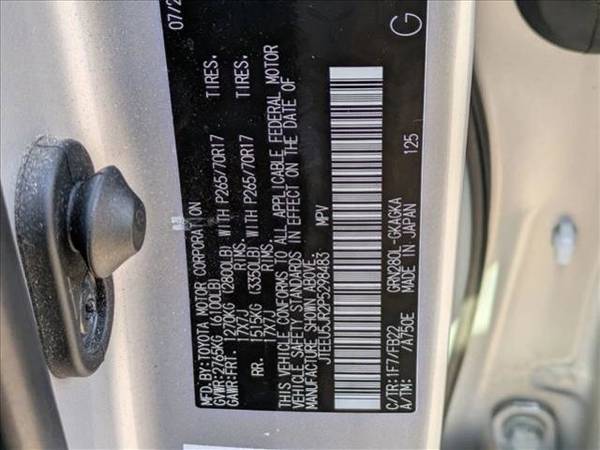 MFD.BY:TOYOTA MOTOR CORPORATION 07/2
GVWR:2765KG (6100LB)
GAWR:FRT. 1270KG (2800LB) WITH P265/70R17 TIRES.
17X7J RIMS.
RR. 1515KG (3350LB) WITH P265/70R17 TIRES.
17X7J RIMS.
THIS VEHICLE CONFORMS TO ALL APPLICABLE FEDERAL MOTOR
VEHICLE SAFETY STANDARDS IN EFFECT ON THE DATE OF
MANUFACTURE SHOWN ABOVE.
JTEEU5JR2P5298483 MPV
C/TR:1F7/FB22 GRN280L-GKAGKA
A/TM: /A750E MADE IN JAPAN 125
G